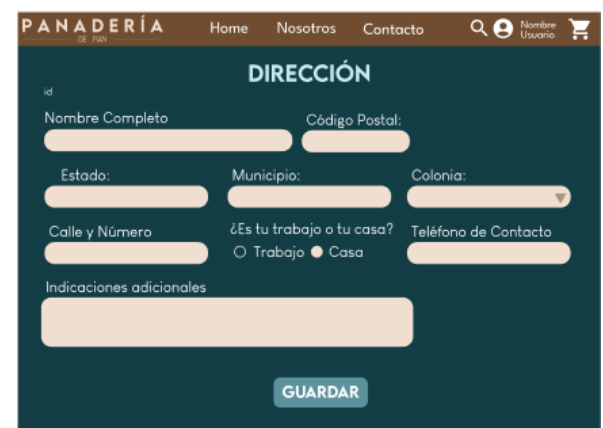 PANADERÍA
DE PAN
Home Nosotros Contacto
Nombre
Usuario
DIRECCIÓN
id
Nombre Completo Código Postal:
Estado: Municipio: Colonia:
Calle y Número ¿Es tu trabajo o tu casa? Teléfono de Contacto
Trabajo Casa
Indicaciones adicionales
GUARDAR